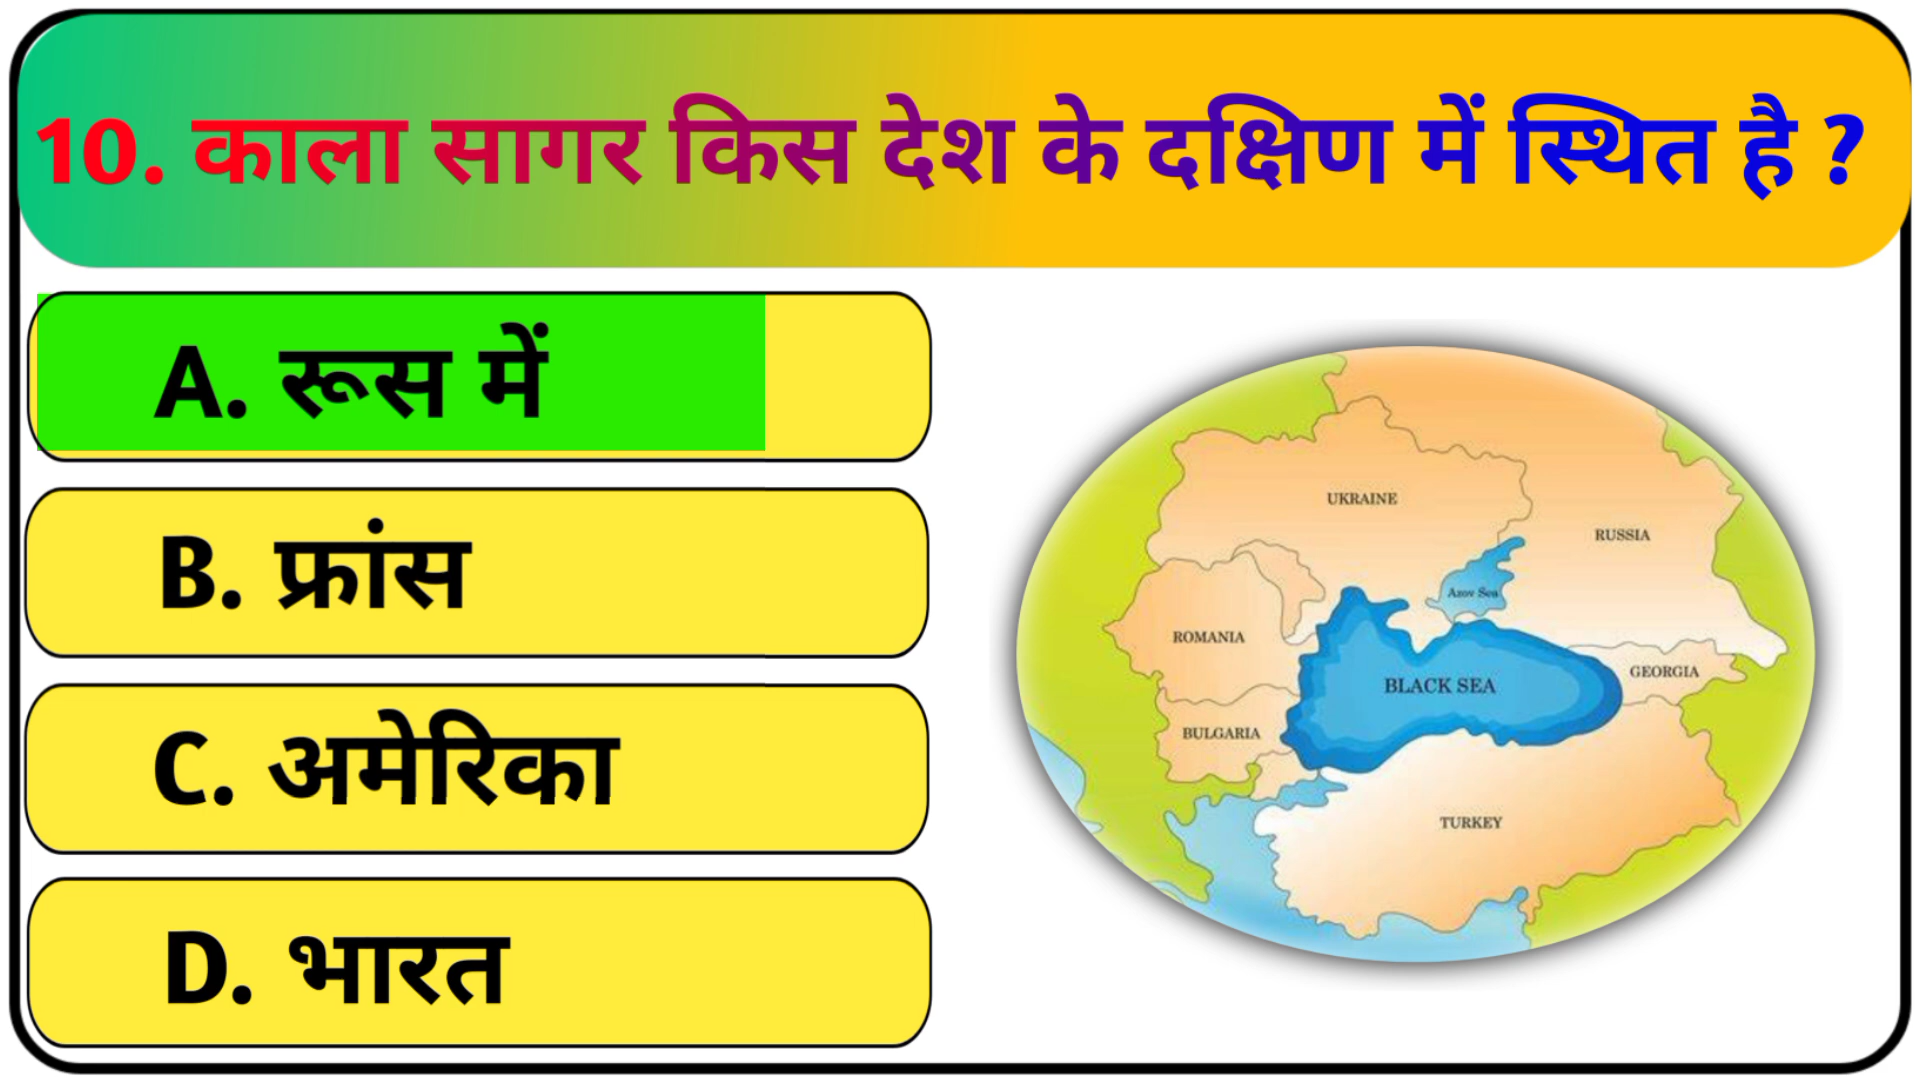 10. काला सागर किस देश के दक्षिण में स्थित है ?
A. रूस में
B. फ्रांस
C. अमेरिका
D. भारत
UKRAINE
RUSSIA
Azov Sea
ROMANIA
GEORGIA
BLACK SEA
BULGARIA
TURKEY